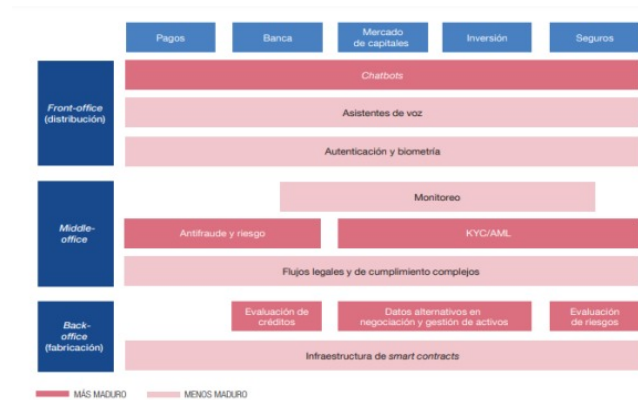 Pagos
Banca
Mercado
de capitales
Inversión
Seguros
Front-office
(distribución)
Chatbots
Asistentes de voz
Autenticación y biometría
Middle-
office
Monitoreo
Antifraude y riesgo
KYC/AML
Flujos legales y de cumplimiento complejos
Back-
office
(fabricación)
Evaluación de
créditos
Datos alternativos en
negociación y gestión de activos
Evaluación
de riesgos
Infraestructura de smart contracts
MÁS MADURO
MENOS MADURO